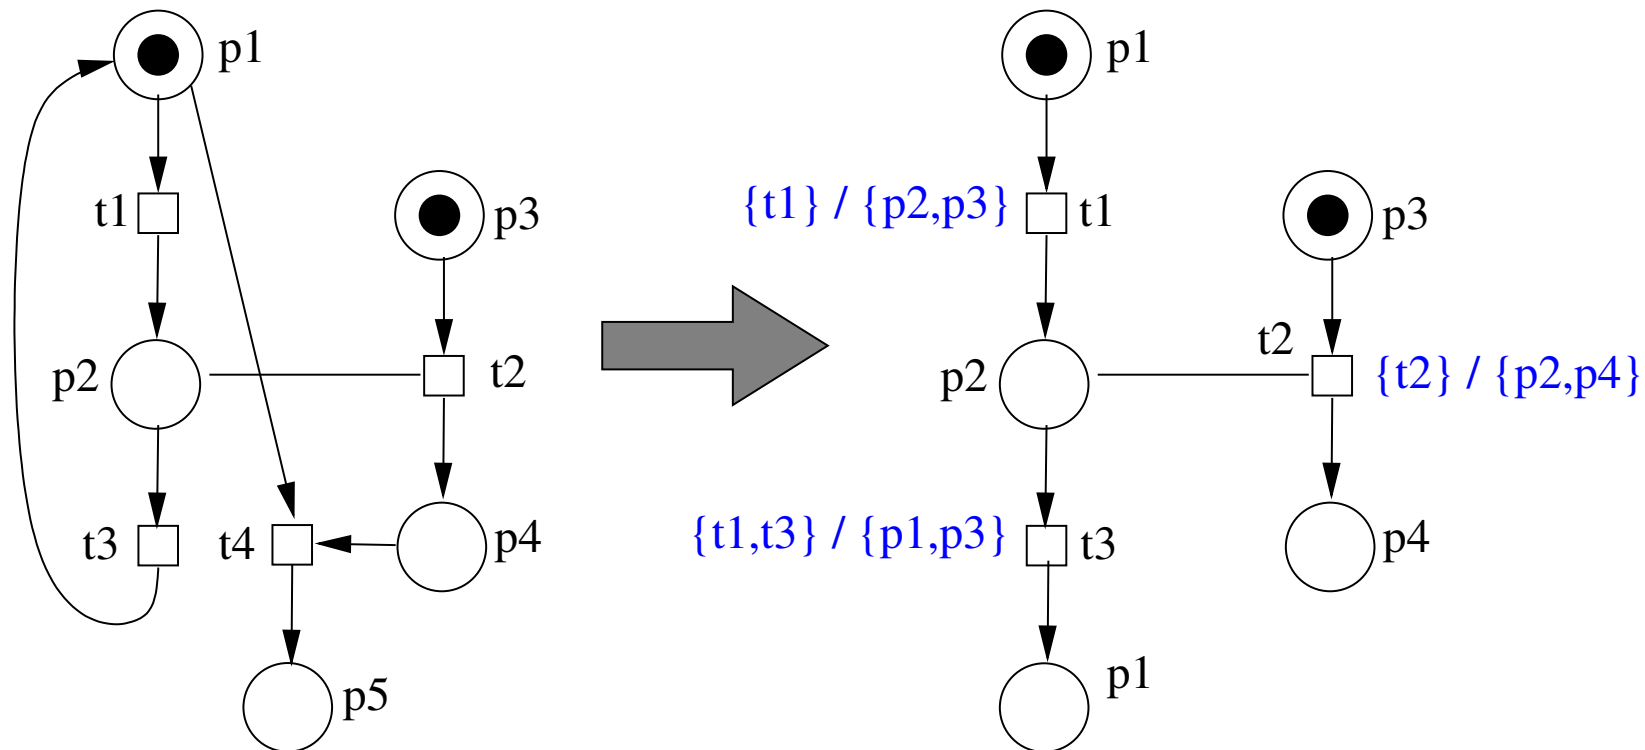 p1
t1
p3
p2
t2
t3
t4
p4
p5
p1
{t1} / {p2,p3}
t1
p3
t2
p2
{t2} / {p2,p4}
{t1,t3} / {p1,p3}
t3
p4
p1